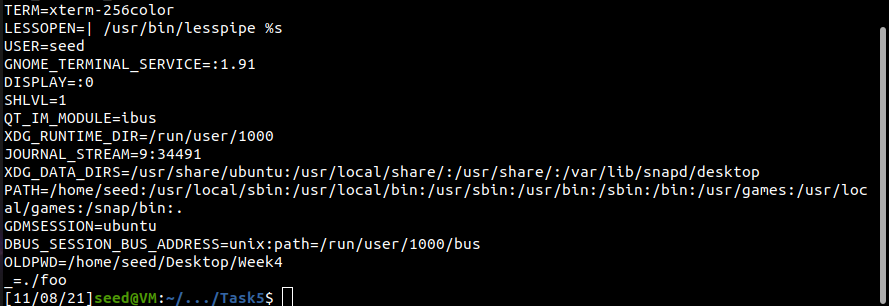 TERM=xterm-256color
LESSOPEN=| /usr/bin/lesspipe %s
USER=seed
GNOME_TERMINAL_SERVICE=:1.91
DISPLAY=:0
SHLVL=1
QT_IM_MODULE=ibus
XDG_RUNTIME_DIR=/run/user/1000
JOURNAL_STREAM=9:34491
XDG_DATA_DIRS=/usr/share/ubuntu:/usr/local/share/:/usr/share/:/var/lib/snapd/desktop
PATH=/home/seed:/usr/local/sbin:/usr/local/bin:/usr/sbin:/usr/bin:/sbin:/bin:/usr/games:/usr/loc
al/games:/snap/bin:.
GDMSESSION=ubuntu
DBUS_SESSION_BUS_ADDRESS=unix:path=/run/user/1000/bus
OLDPWD=/home/seed/Desktop/Week4
_=./foo
[11/08/21]seed@VM:~/.../Task5$